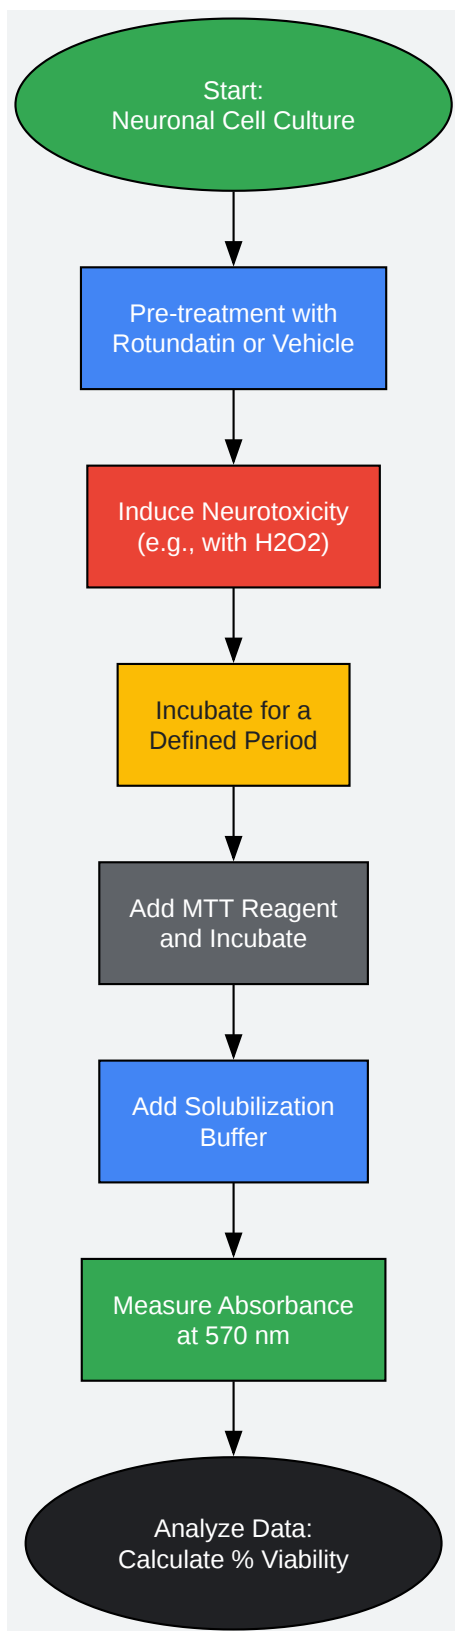 Start:
Neuronal Cell Culture
Pre-treatment with
Rotundatin or Vehicle
Induce Neurotoxicity
(e.g., with H2O2)
Incubate for a
Defined Period
Add MTT Reagent
and Incubate
Add Solubilization
Buffer
Measure Absorbance
at 570 nm
Analyze Data:
Calculate % Viability